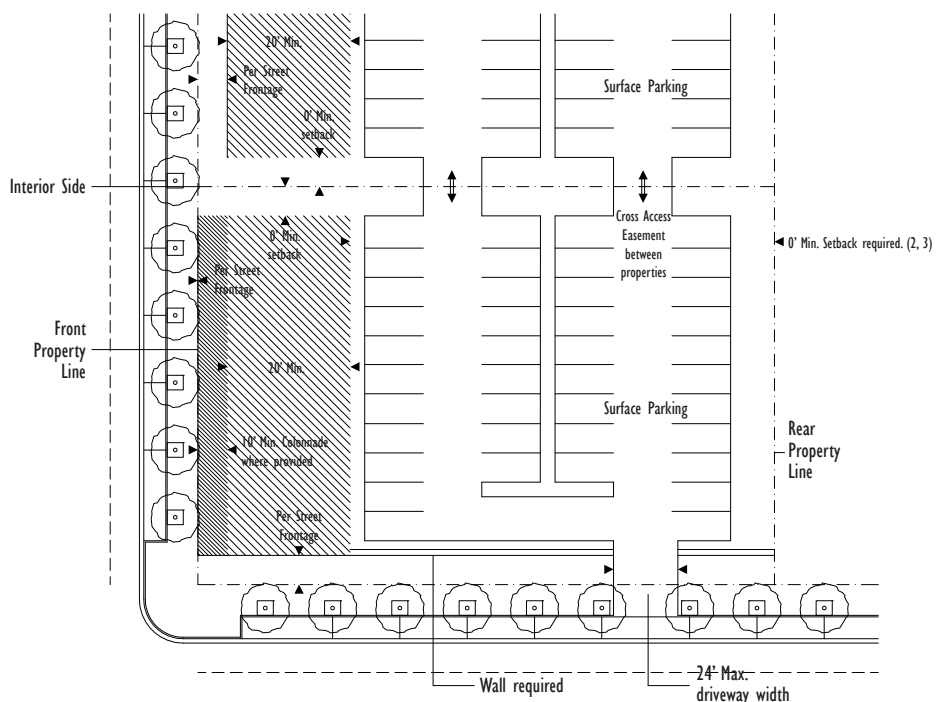 20' Min.
Per Street
Frontage
0' Min.
setback
Surface Parking
Interior Side
Cross Access
Easement
between
properties
0' Min.
setback
0' Min. Setback required. (2, 3)
Per Street
Frontage
Front
Property
Line
20' Min.
Surface Parking
10' Min. Colonnade
where provided
Rear
Property
Line
Per Street
Frontage
Wall required
24' Max.
driveway width